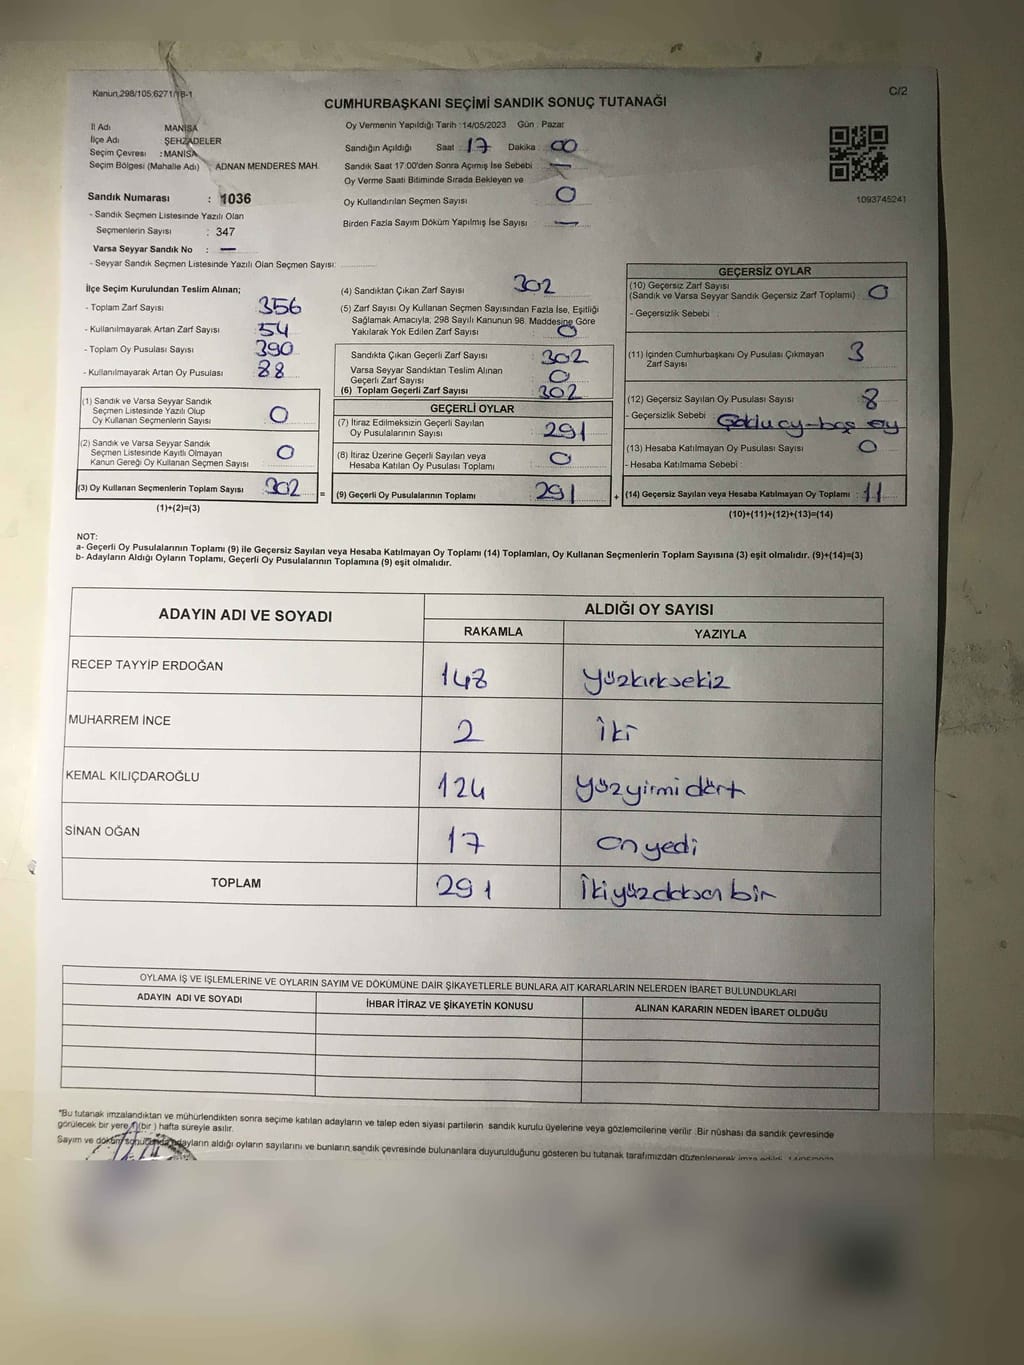 Kanun,298/105;6271/18-1
C/2
CUMHURBAŞKANI SEÇİMİ SANDIK SONUÇ TUTANAĞI
İl Adı MANİSA
İlçe Adı ŞEHZADELER
Seçim Çevresi : MANİSA
Seçim Bölgesi (Mahalle Adı) : ADNAN MENDERES MAH.
Sandık Numarası : 1036
- Sandık Seçmen Listesinde Yazılı Olan
Seçmenlerin Sayısı : 347
Varsa Seyyar Sandık No : —
- Seyyar Sandık Seçmen Listesinde Yazılı Olan Seçmen Sayısı:
Oy Vermenin Yapıldığı Tarih : 14/05/2023 Gün : Pazar
Sandığın Açıldığı Saat : 17 Dakika : 00
Sandık Saat 17:00'den Sonra Açımış İse Sebebi : —
Oy Verme Saati Bitiminde Sırada Bekleyen ve
Oy Kullandırılan Seçmen Sayısı : 0
Birden Fazla Sayım Döküm Yapılmış İse Sayısı : —
1093745241
İlçe Seçim Kurulundan Teslim Alınan;
- Toplam Zarf Sayısı : 356
- Kullanılmayarak Artan Zarf Sayısı : 54
- Toplam Oy Pusulası Sayısı : 390
- Kullanılmayarak Artan Oy Pusulası : 88
(1) Sandık ve Varsa Seyyar Sandık
Seçmen Listesinde Yazılı Olup
Oy Kullanan Seçmenlerin Sayısı : 0
(2) Sandık ve Varsa Seyyar Sandık
Seçmen Listesinde Kayıtlı Olmayan
Kanun Gereği Oy Kullanan Seçmen Sayısı : 0
(3) Oy Kullanan Seçmenlerin Toplam Sayısı : 302
(1)+(2)=(3)
(4) Sandıktan Çıkan Zarf Sayısı : 302
(5) Zarf Sayısı Oy Kullanan Seçmen Sayısından Fazla İse, Eşitliği
Sağlamak Amacıyla, 298 Sayılı Kanunun 98. Maddesine Göre
Yakılarak Yok Edilen Zarf Sayısı : 0
Sandıkta Çıkan Geçerli Zarf Sayısı : 302
Varsa Seyyar Sandıktan Teslim Alınan
Geçerli Zarf Sayısı : 0
(6) Toplam Geçerli Zarf Sayısı : 302
GEÇERLİ OYLAR
(7) İtiraz Edilmeksizin Geçerli Sayılan
Oy Pusulalarının Sayısı : 291
(8) İtiraz Üzerine Geçerli Sayılan veya
Hesaba Katılan Oy Pusulası Toplamı : 0
= (9) Geçerli Oy Pusulalarının Toplamı : 291
GEÇERSİZ OYLAR
(10) Geçersiz Zarf Sayısı
(Sandık ve Varsa Seyyar Sandık Geçersiz Zarf Toplamı) : 0
- Geçersizlik Sebebi :
(11) İçinden Cumhurbaşkanı Oy Pusulası Çıkmayan
Zarf Sayısı : 3
(12) Geçersiz Sayılan Oy Pusulası Sayısı : 8
- Geçersizlik Sebebi : boş oy
(13) Hesaba Katılmayan Oy Pusulası Sayısı : 0
- Hesaba Katılmama Sebebi :
+ (14) Geçersiz Sayılan veya Hesaba Katılmayan Oy Toplamı : 11
(10)+(11)+(12)+(13)=(14)
NOT:
a- Geçerli Oy Pusulalarının Toplamı (9) ile Geçersiz Sayılan veya Hesaba Katılmayan Oy Toplamı (14) Toplamları, Oy Kullanan Seçmenlerin Toplam Sayısına (3) eşit olmalıdır. (9)+(14)=(3)
b- Adayların Aldığı Oyların Toplamı, Geçerli Oy Pusulalarının Toplamına (9) eşit olmalıdır.
ADAYIN ADI VE SOYADI ALDIĞI OY SAYISI
RAKAMLA YAZIYLA
RECEP TAYYİP ERDOĞAN 148 yüzkırksekiz
MUHARREM İNCE 2 iki
KEMAL KILIÇDAROĞLU 124 yüzyirmidört
SİNAN OĞAN 17 onyedi
TOPLAM 291 ikiyüzdoksan bir
OYLAMA İŞ VE İŞLEMLERİNE VE OYLARIN SAYIM VE DÖKÜMÜNE DAİR ŞİKAYETLERLE BUNLARA AİT KARARLARIN NELERDEN İBARET BULUNDUKLARI
ADAYIN ADI VE SOYADI İHBAR İTİRAZ VE ŞİKAYETİN KONUSU ALINAN KARARIN NEDEN İBARET OLDUĞU
*Bu tutanak imzalandıktan ve mühürlendikten sonra seçime katılan adayların ve talep eden siyasi partilerin sandık kurulu üyelerine veya gözlemcilerine verilir. Bir nüshası da sandık çevresinde
görülecek bir yere 1(bir) hafta süreyle asılır.
Sayım ve döküm sonucunda adayların aldığı oyların sayılarını ve bunların sandık çevresinde bulunanlara duyurulduğunu gösteren bu tutanak tarafımızdan düzenlenerek imza edildi.